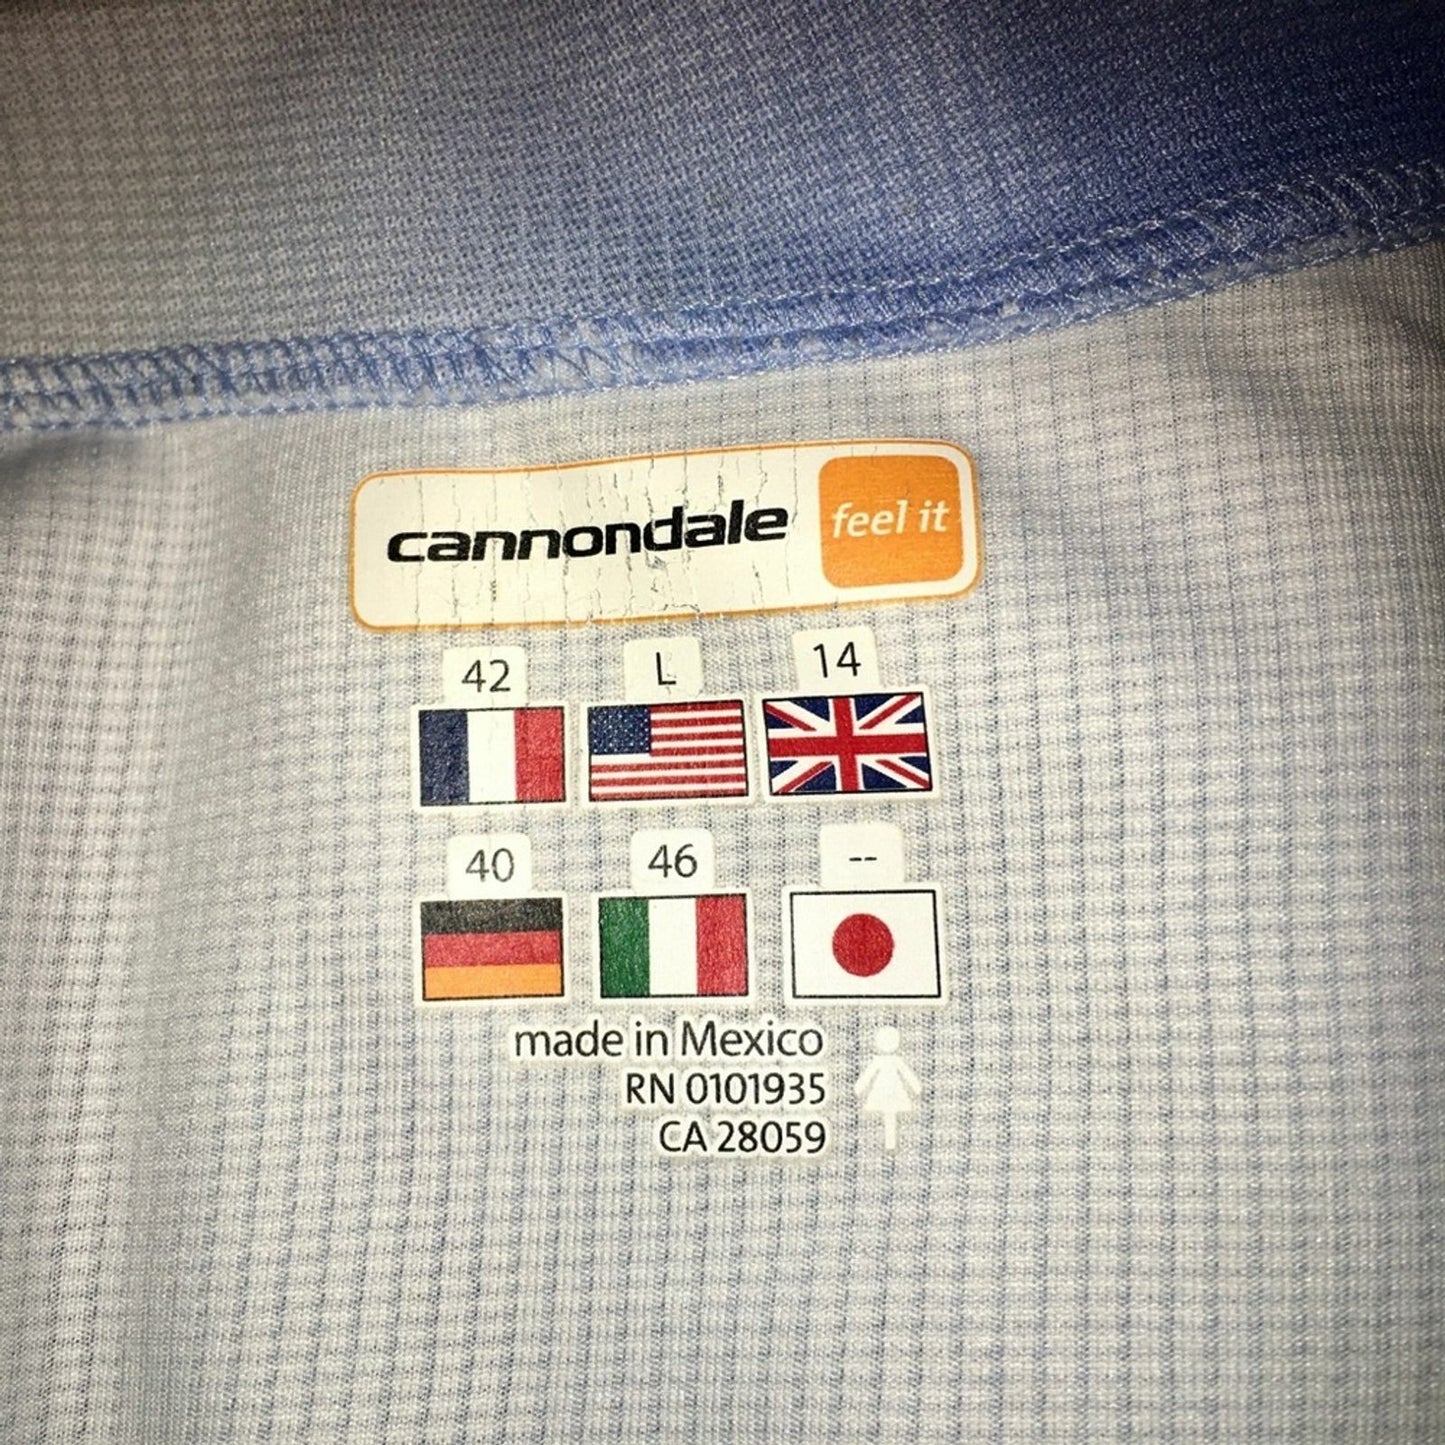 cannondale feel it
42 L 14
40 46 --
made in Mexico
RN 0101935
CA 28059